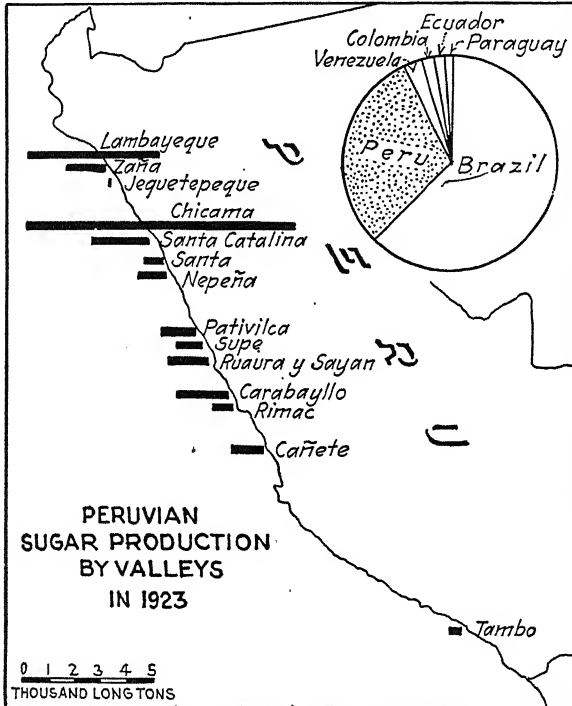 Ecuador
Colombia
Paraguay
Venezuela
Peru
Brazil
Lambayeque
Zaña
Jequetepeque
Chicama
Santa Catalina
Santa
Nepeña
Pativilca
Supe
Ruaura y Sayan
Carabayllo
Rimac
Cañete
PERUVIAN
SUGAR PRODUCTION
BY VALLEYS
IN 1923
Tambo
0 1 2 3 4 5
THOUSAND LONG TONS